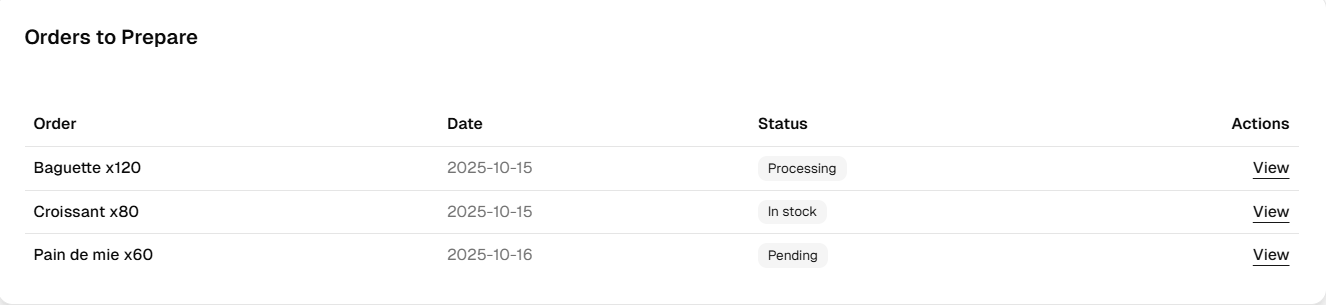 Orders to Prepare
Order Date Status Actions
Baguette x120 2025-10-15 Processing View
Croissant x80 2025-10-15 In stock View
Pain de mie x60 2025-10-16 Pending View